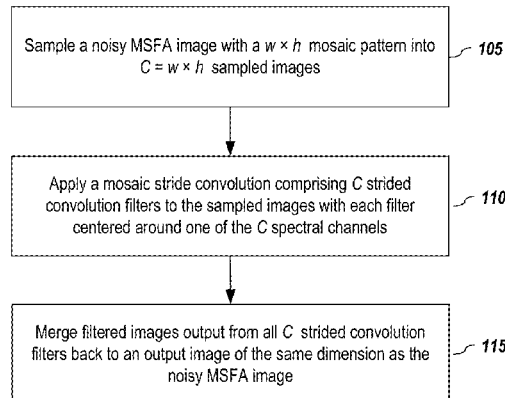 Sample a noisy MSFA image with a w × h mosaic pattern into
C = w × h sampled images
105
Apply a mosaic stride convolution comprising C strided
convolution filters to the sampled images with each filter
centered around one of the C spectral channels
110
Merge filtered images output from all C strided convolution
filters back to an output image of the same dimension as the
noisy MSFA image
115